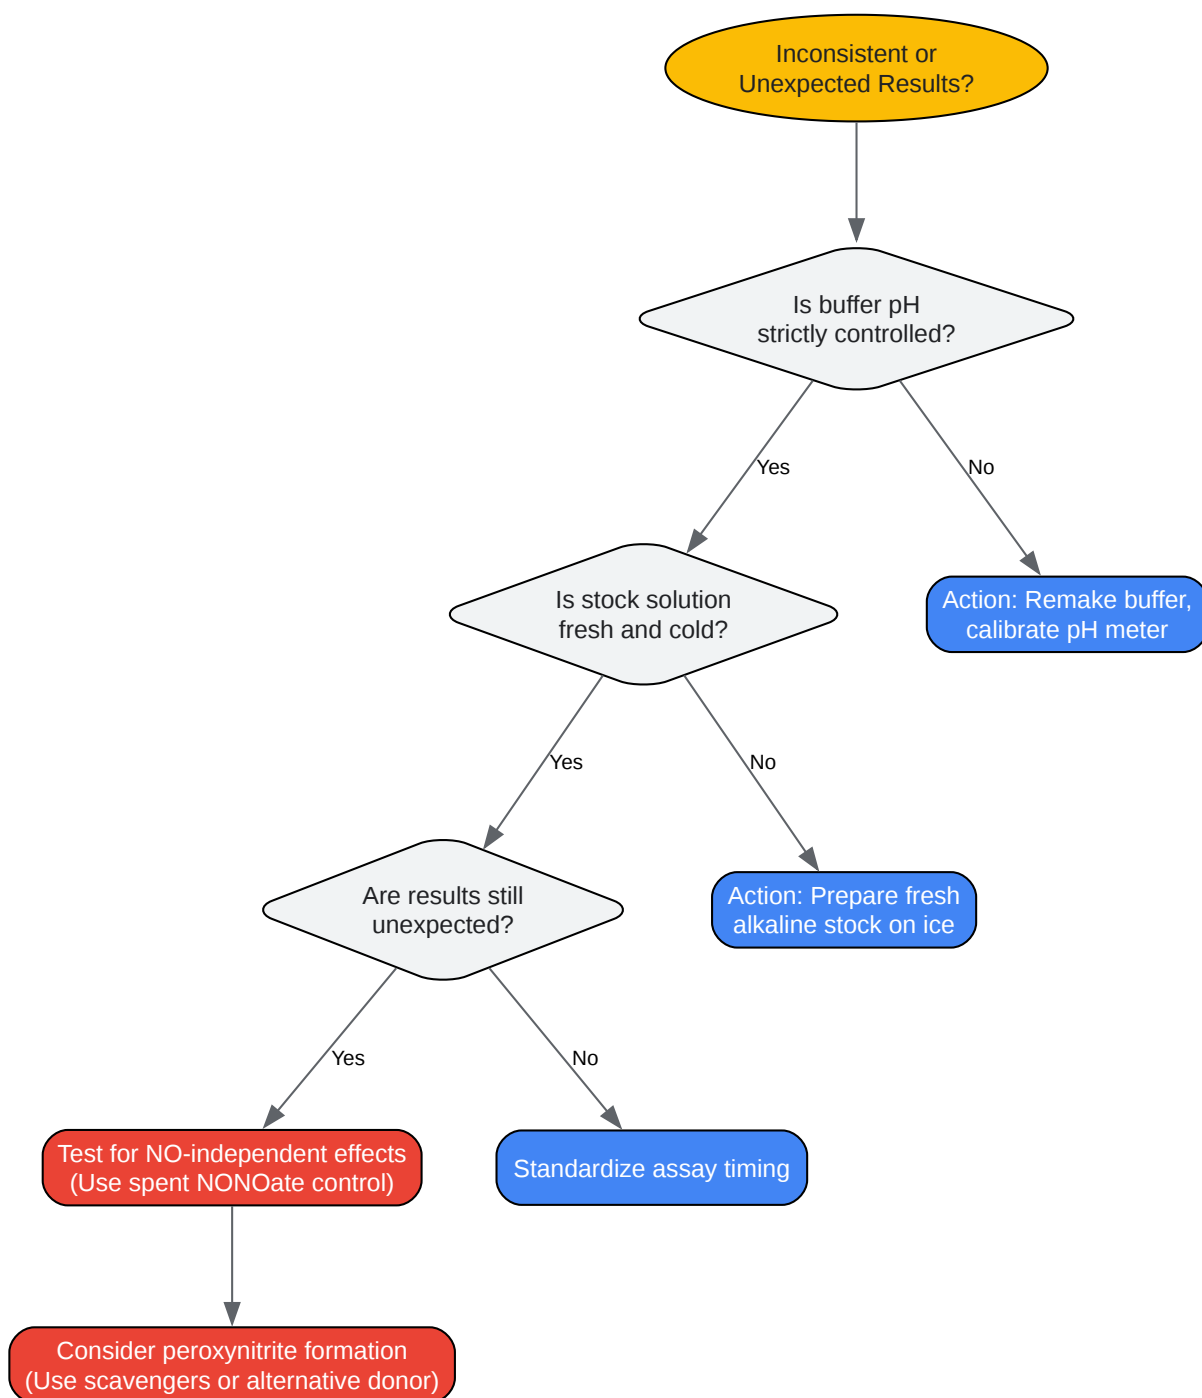 Inconsistent or
Unexpected Results?
Is buffer pH
strictly controlled?
Yes
No
Is stock solution
fresh and cold?
Action: Remake buffer,
calibrate pH meter
Yes
No
Are results still
unexpected?
Action: Prepare fresh
alkaline stock on ice
Yes
No
Test for NO-independent effects
(Use spent NONOate control)
Standardize assay timing
Consider peroxynitrite formation
(Use scavengers or alternative donor)